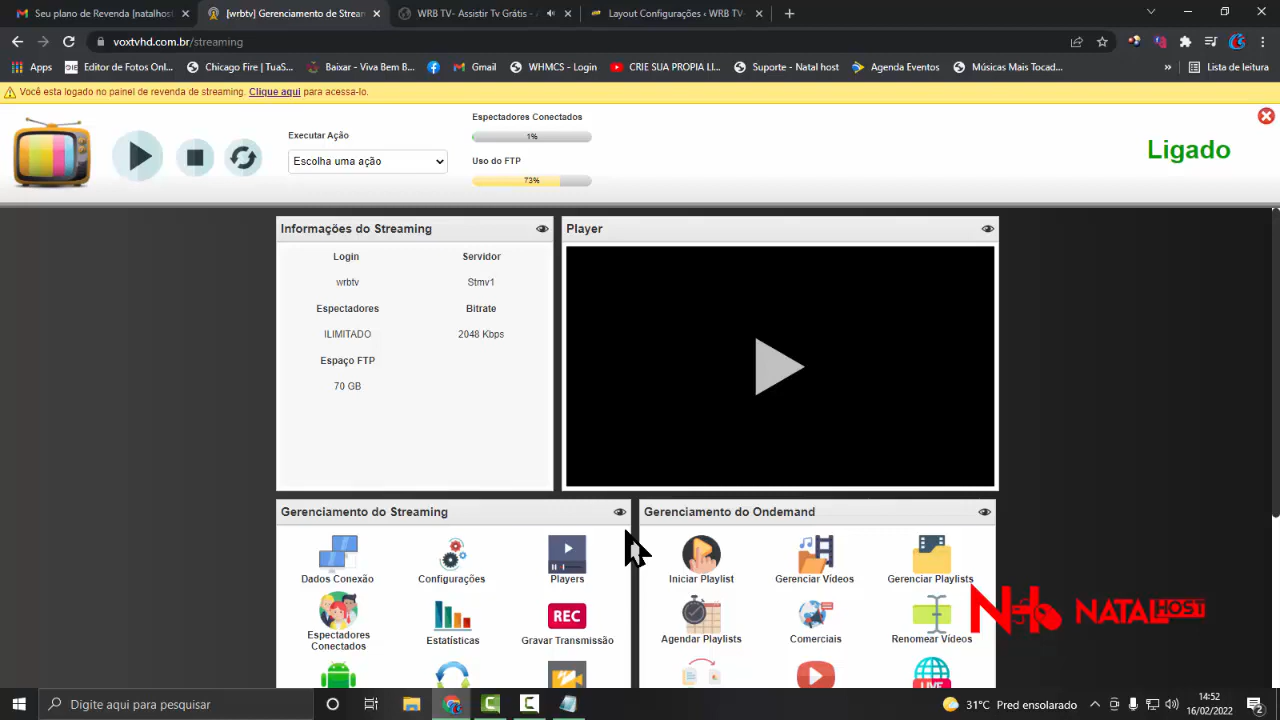 Seu plano de Revenda [natalhost
[wrbtv] Gerenciamento de Strean
WRB TV- Assistir Tv Grátis -
Layout Configurações ‹ WRB TV-
voxtvhd.com.br/streaming
Apps
Editor de Fotos Onl...
Chicago Fire | TuaS...
Baixar - Viva Bem B...
Gmail
WHMCS - Login
CRIE SUA PROPIA LI...
Suporte - Natal host
Agenda Eventos
Músicas Mais Tocad...
»
Lista de leitura
Você esta logado no painel de revenda de streaming. Clique aqui para acessa-lo.
Executar Ação
Escolha uma ação
Espectadores Conectados
1%
Uso do FTP
73%
Ligado
Informações do Streaming
Player
Login
Servidor
wrbtv
Stmv1
Espectadores
Bitrate
ILIMITADO
2048 Kbps
Espaço FTP
70 GB
Gerenciamento do Streaming
Gerenciamento do Ondemand
Dados Conexão
Configurações
Players
Iniciar Playlist
Gerenciar Vídeos
Gerenciar Playlists
Espectadores
Conectados
Estatísticas
REC
Gravar Transmissão
Agendar Playlists
Comerciais
Renomear Vídeos
LIVE
NH NATALHOST
Digite aqui para pesquisar
31°C Pred ensolarado
14:52
16/02/2022
2